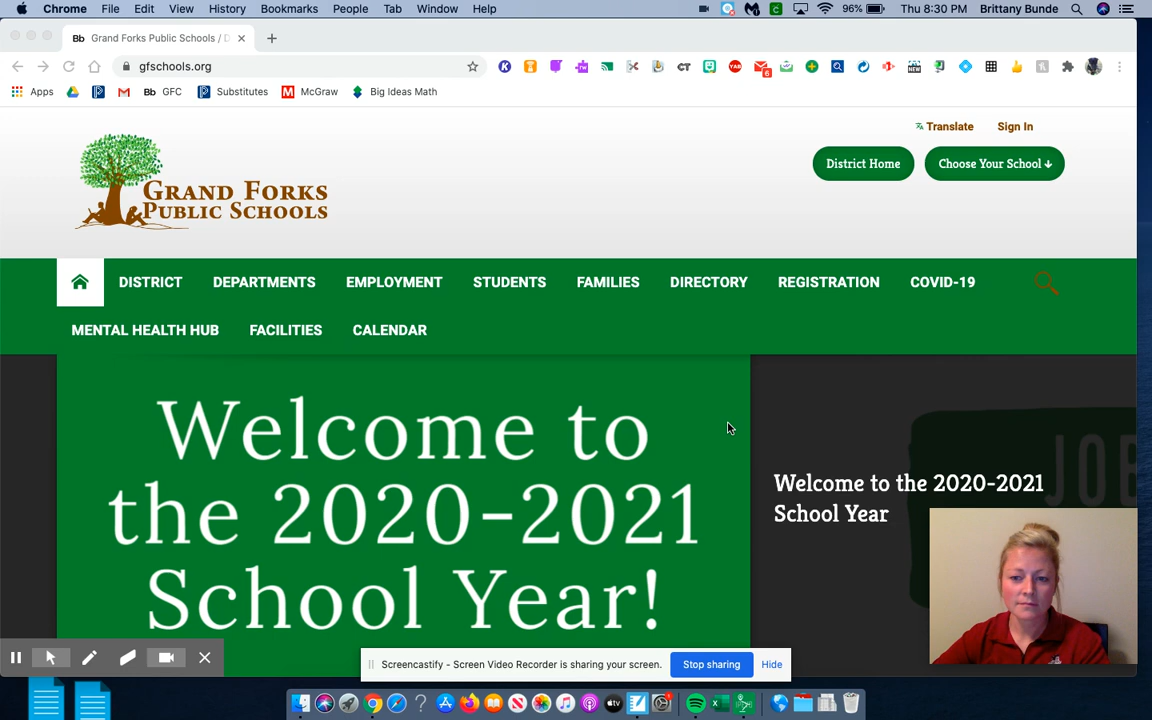 Chrome File Edit View History Bookmarks People Tab Window Help 96% Thu 8:30 PM Brittany Bunde
Bb Grand Forks Public Schools / D
gfschools.org
Apps Bb GFC Substitutes McGraw Big Ideas Math
Translate Sign In
District Home Choose Your School
GRAND FORKS
PUBLIC SCHOOLS
DISTRICT DEPARTMENTS EMPLOYMENT STUDENTS FAMILIES DIRECTORY REGISTRATION COVID-19
MENTAL HEALTH HUB FACILITIES CALENDAR
Welcome to
the 2020-2021
School Year!
JOB
Welcome to the 2020-2021
School Year
Screencastify - Screen Video Recorder is sharing your screen. Stop sharing Hide